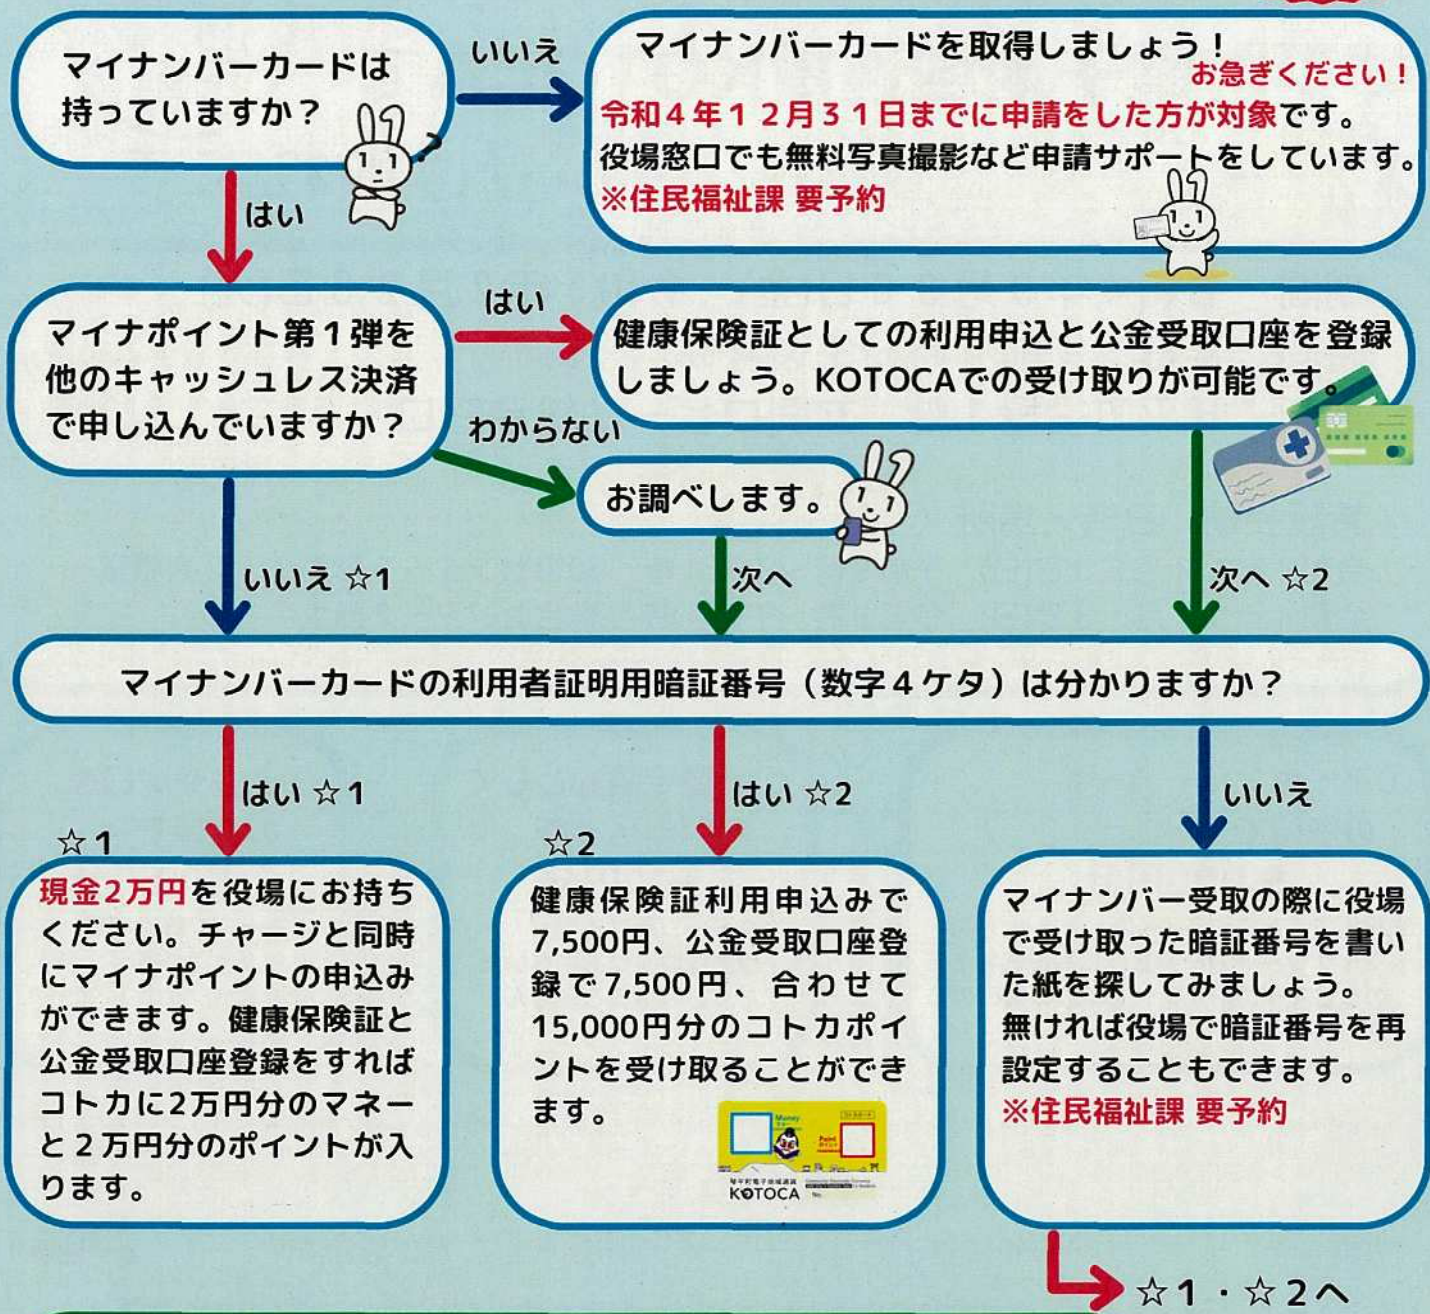 マイナンバーカードは
持っていますか？
いいえ
マイナンバーカードを取得しましょう！
お急ぎください！
令和４年１２月３１日までに申請をした方が対象です。
役場窓口でも無料写真撮影など申請サポートをしています。
※住民福祉課 要予約
はい
マイナポイント第１弾を
他のキャッシュレス決済
で申し込んでいますか？
はい
健康保険証としての利用申込と公金受取口座を登録
しましょう。KOTOCAでの受け取りが可能です。
わからない
お調べします。
いいえ ☆1
次へ
次へ ☆2
マイナンバーカードの利用者証明用暗証番号（数字４ケタ）は分かりますか？
はい ☆１
はい ☆2
いいえ
☆１
現金2万円を役場にお持ち
ください。チャージと同時
にマイナポイントの申込み
ができます。健康保険証と
公金受取口座登録をすれば
コトカに2万円分のマネー
と２万円分のポイントが入
ります。
☆2
健康保険証利用申込みで
7,500円、公金受取口座登
録で7,500円、合わせて
15,000円分のコトカポイ
ントを受け取ることができ
ます。
Money
Point
琴平町電子地域通貨
KOTOCA
No.
マイナンバー受取の際に役場
で受け取った暗証番号を書い
た紙を探してみましょう。
無ければ役場で暗証番号を再
設定することもできます。
※住民福祉課 要予約
☆１・☆２へ